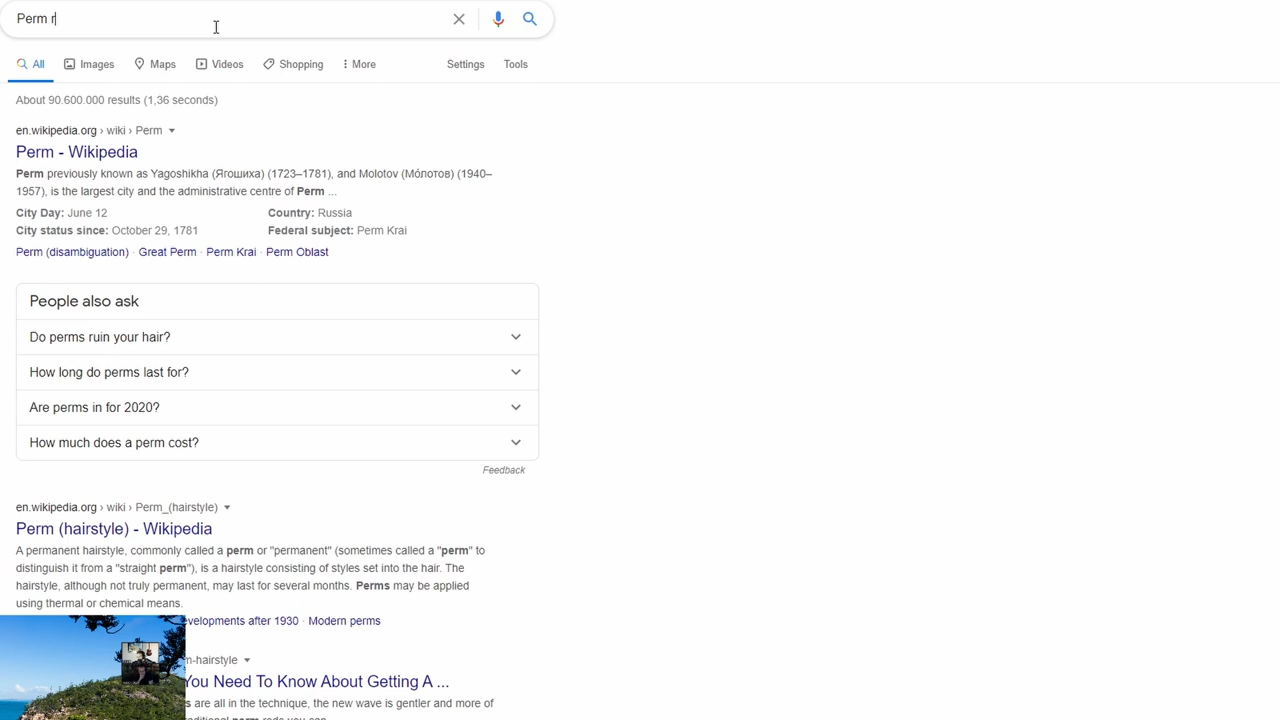 Perm r
All Images Maps Videos Shopping More Settings Tools
About 90.600.000 results (1,36 seconds)
en.wikipedia.org › wiki › Perm
Perm - Wikipedia
Perm previously known as Yagoshikha (Ягошиха) (1723–1781), and Molotov (Мо́лотов) (1940–
1957), is the largest city and the administrative centre of Perm ...
City Day: June 12 Country: Russia
City status since: October 29, 1781 Federal subject: Perm Krai
Perm (disambiguation) · Great Perm · Perm Krai · Perm Oblast
People also ask
Do perms ruin your hair?
How long do perms last for?
Are perms in for 2020?
How much does a perm cost?
Feedback
en.wikipedia.org › wiki › Perm_(hairstyle)
Perm (hairstyle) - Wikipedia
A permanent hairstyle, commonly called a perm or "permanent" (sometimes called a "perm" to
distinguish it from a "straight perm"), is a hairstyle consisting of styles set into the hair. The
hairstyle, although not truly permanent, may last for several months. Perms may be applied
using thermal or chemical means.
evelopments after 1930 · Modern perms
m-hairstyle
You Need To Know About Getting A ...
s are all in the technique, the new wave is gentler and more of
perm rods you can